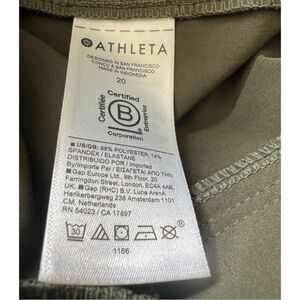 ATHLETA
DESIGNED IN SAN FRANCISCO
CONÇU À SAN FRANCISCO
MADE IN INDONESIA
20
Certified
Certifiée
B
Entreprise
Corporation
US/GB: 86% POLYESTER, 14%
SPANDEX / ELASTANE
DISTRIBUIDO POR / IMPORTED
By/Importe Par / ΕΙΣΑΓΕΤΑΙ ΑΠΟ ΤΗΝ:
Gap Europe Ltd., 8th Floor, 20
Farringdon Street, London, EC4A 4AB,
UK. Gap (RHC) B.V. Luna ArenA
Herikerbergweg 238 Amsterdam 1101
CM, Netherlands
RN 54023 / CA 17897
30
1166